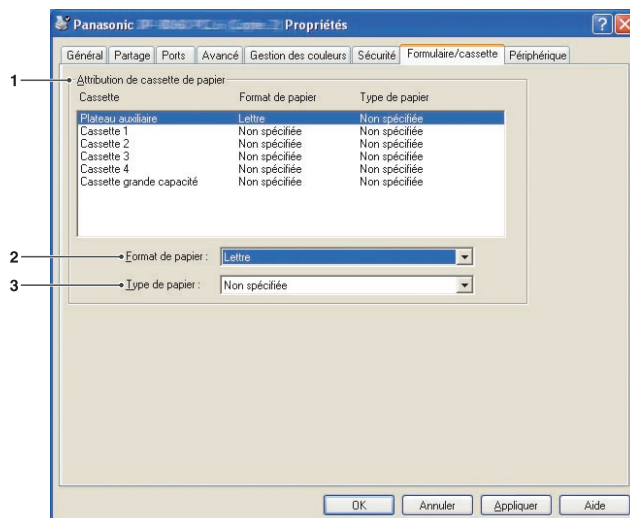 Panasonic Propriétés
Général Partage Ports Avancé Gestion des couleurs Sécurité Formulaire/cassette Périphérique
1 Attribution de cassette de papier
Cassette Format de papier Type de papier
Plateau auxiliaire Lettre Non spécifiée
Cassette 1 Non spécifiée Non spécifiée
Cassette 2 Non spécifiée Non spécifiée
Cassette 3 Non spécifiée Non spécifiée
Cassette 4 Non spécifiée Non spécifiée
Cassette grande capacité Non spécifiée Non spécifiée
2 Format de papier : Lettre
3 Type de papier : Non spécifiée
OK Annuler Appliquer Aide